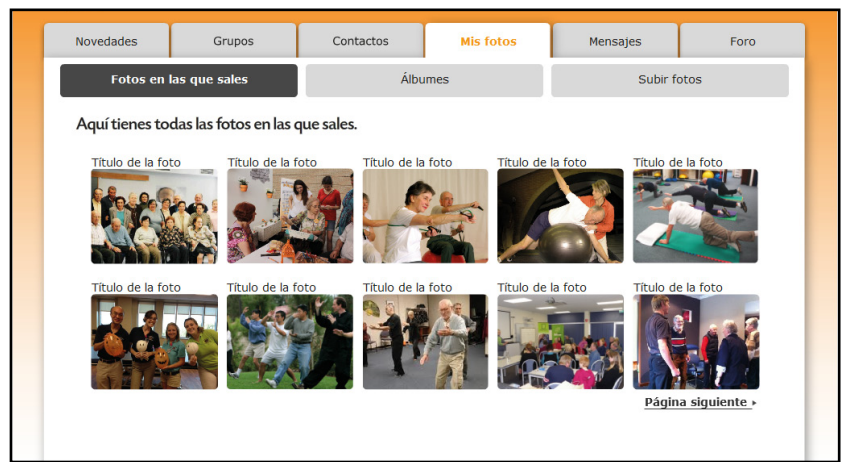 Novedades Grupos Contactos Mis fotos Mensajes Foro
Fotos en las que sales Álbumes Subir fotos
Aquí tienes todas las fotos en las que sales.
Título de la foto Título de la foto Título de la foto Título de la foto Título de la foto
Título de la foto Título de la foto Título de la foto Título de la foto Título de la foto
Página siguiente